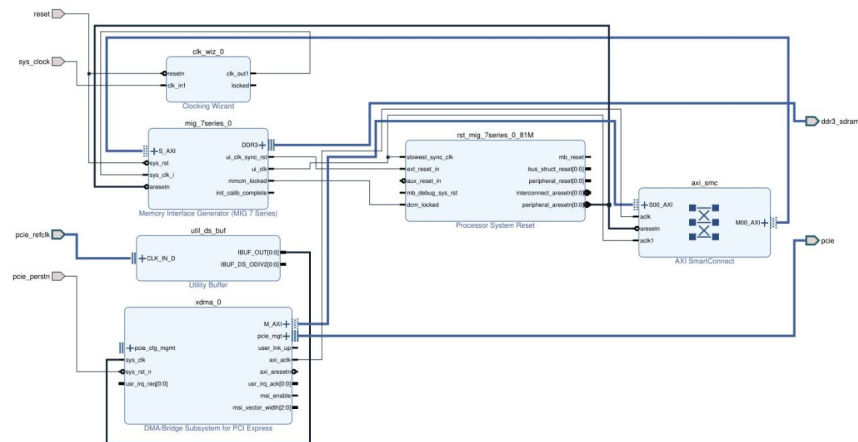 reset
sys_clock
clk_wiz_0
resetn
clk_in1
clk_out1
locked
Clocking Wizard
mig_7series_0
S_AXI
sys_rst
sys_clk_i
aresetn
DDR3
ui_clk_sync_rst
ui_clk
mmcm_locked
init_calib_complete
Memory Interface Generator (MIG 7 Series)
rst_mig_7series_0_81M
slowest_sync_clk
ext_reset_in
aux_reset_in
mb_debug_sys_rst
dcm_locked
mb_reset
bus_struct_reset[0:0]
peripheral_reset[0:0]
interconnect_aresetn[0:0]
peripheral_aresetn[0:0]
Processor System Reset
axi_smc
S00_AXI
aclk
aresetn
aclk1
M00_AXI
AXI SmartConnect
ddr3_sdram
pcie
pcie_refclk
pcie_perstn
util_ds_buf
CLK_IN_D
IBUF_OUT[0:0]
IBUF_DS_ODIV2[0:0]
Utility Buffer
xdma_0
pcie_cfg_mgmt
sys_clk
sys_rst_n
usr_irq_req[0:0]
M_AXI
pcie_mgt
user_lnk_up
axi_aclk
axi_aresetn
usr_irq_ack[0:0]
msi_enable
msi_vector_width[2:0]
DMA/Bridge Subsystem for PCI Express